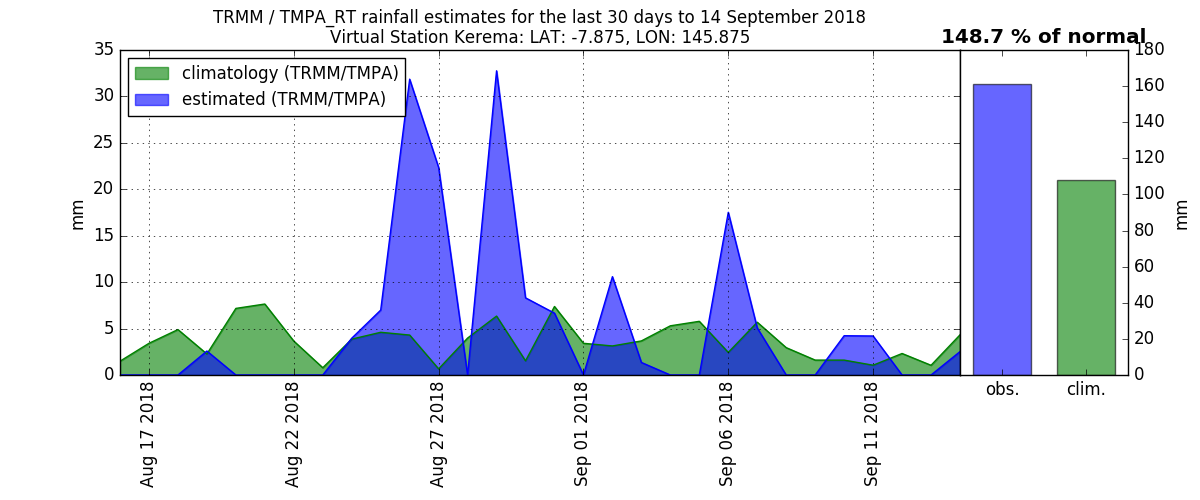 TRMM / TMPA_RT rainfall estimates for the last 30 days to 14 September 2018
Virtual Station Kerema: LAT: -7.875, LON: 145.875
148.7 % of normal
climatology (TRMM/TMPA)
estimated (TRMM/TMPA)
35
30
25
20
15
10
5
0
mm
Aug 17 2018
Aug 22 2018
Aug 27 2018
Sep 01 2018
Sep 06 2018
Sep 11 2018
obs.
clim.
180
160
140
120
100
80
60
40
20
0
mm